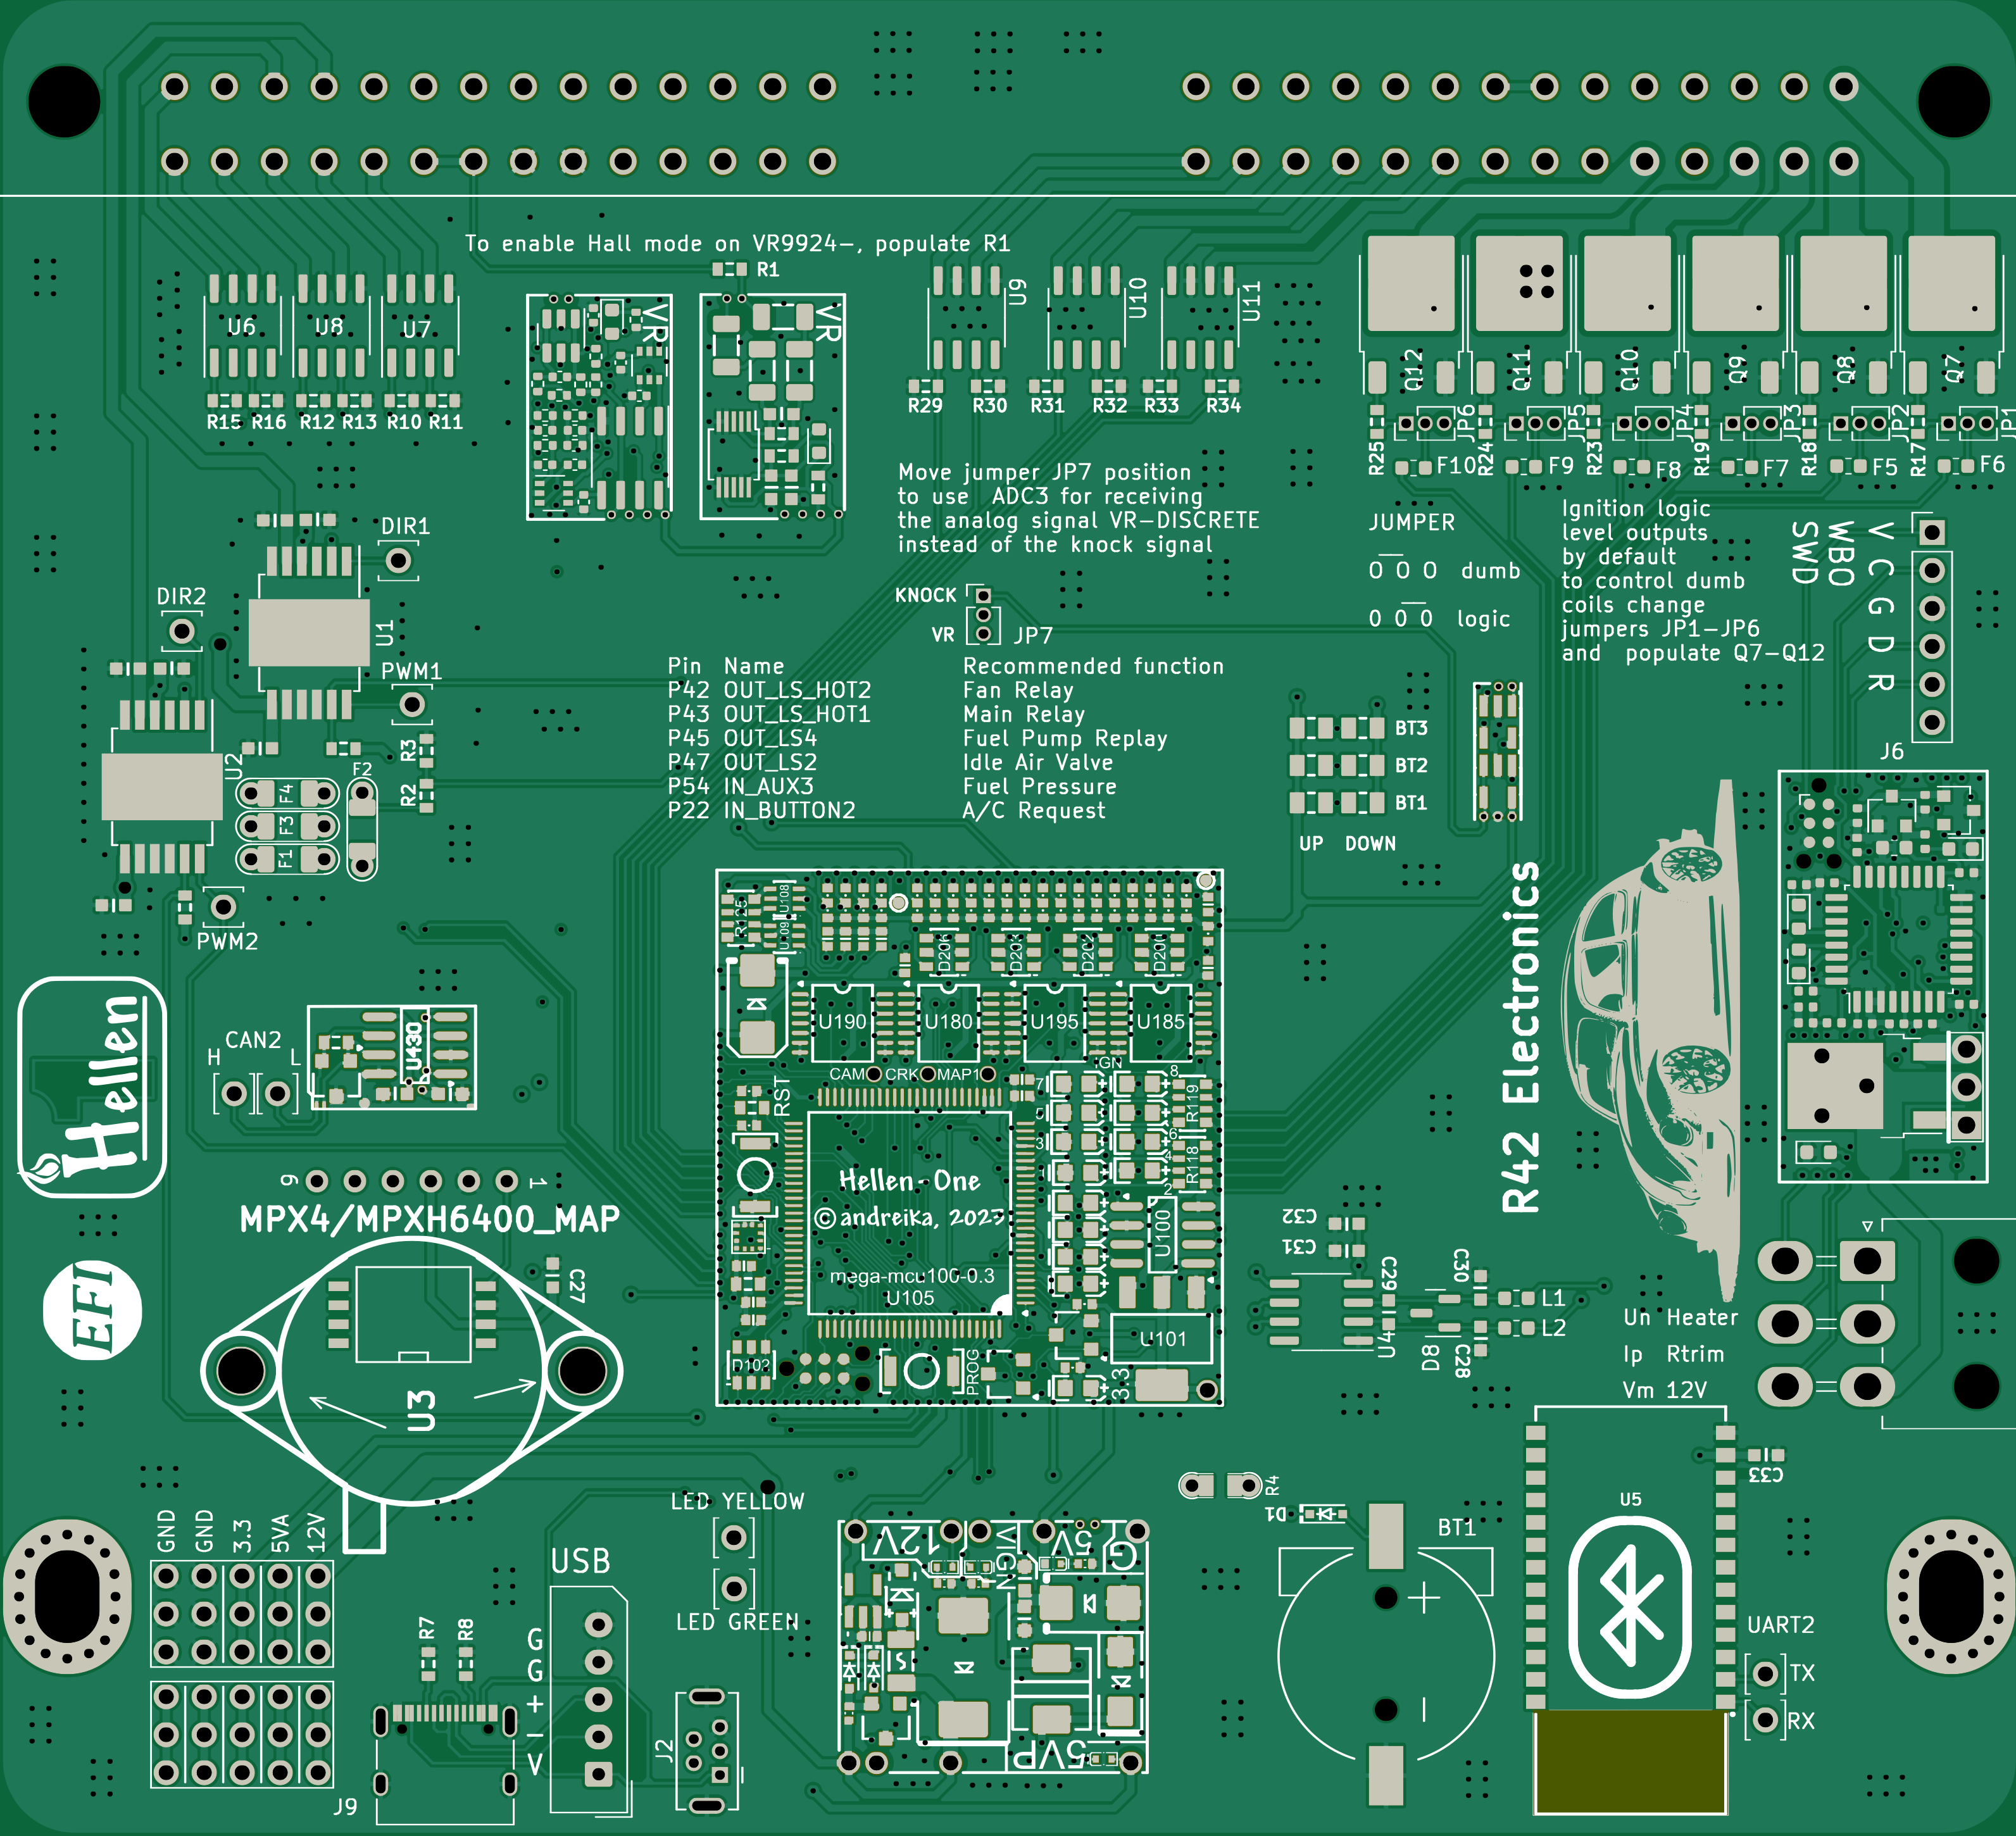 To enable Hall mode on VR9924-, populate R1
R1
U6
U8
U7
VR
VR
U9
U10
U11
R15
R16
R12
R13
R10
R11
R29
R30
R31
R32
R33
R34
Q12
Q11
Q10
Q9
Q8
Q7
JP6
JP5
JP4
JP3
JP2
JP1
R25
R24
R23
R19
R18
R17
F10
F9
F8
F7
F5
F6
Move jumper JP7 position
to use ADC3 for receiving
the analog signal VR-DISCRETE
instead of the knock signal
JUMPER
O O O dumb
O O O logic
Ignition logic
level outputs
by default
to control dumb
coils change
jumpers JP1-JP6
and populate Q7-Q12
SWD
WBO
V C G D R
J6
DIR1
DIR2
U1
PWM1
U2
R3
R2
F2
F4
F3
F1
PWM2
KNOCK
VR
JP7
Pin Name Recommended function
P42 OUT_LS_HOT2 Fan Relay
P43 OUT_LS_HOT1 Main Relay
P45 OUT_LS4 Fuel Pump Replay
P47 OUT_LS2 Idle Air Valve
P54 IN_AUX3 Fuel Pressure
P22 IN_BUTTON2 A/C Request
BT3
BT2
BT1
UP DOWN
R42 Electronics
Hellen
CAN2
H L
U430
R125
U108
U109
D206
D203
D202
D200
U190
U180
U195
U185
CAM
CRK
MAP1
IGN
RST
7
8
5
3
6
4
2
R119
R118
U100
Hellen-One
©andreika, 2023
mega-mcu100-0.3
U105
U101
D102
PROG
3.3
6
1
MPX4/MPXH6400_MAP
C27
EFI
U3
C32
C31
C29
C30
U4
D8
C28
L1
L2
Un Heater
Ip Rtrim
Vm 12V
C33
R4
D1
BT1
+
-
U5
UART2
TX
RX
GND
GND
3.3
5VA
12V
LED YELLOW
LED GREEN
USB
G
G
+
-
V
R7
R8
J9
J2
12V
VIGN
5V
G
5VP